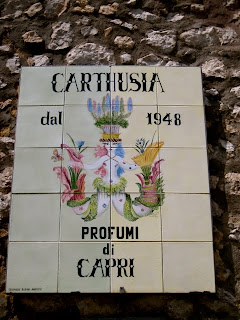 CARTHUSIA
dal 1948
PROFUMI
di
CAPRI